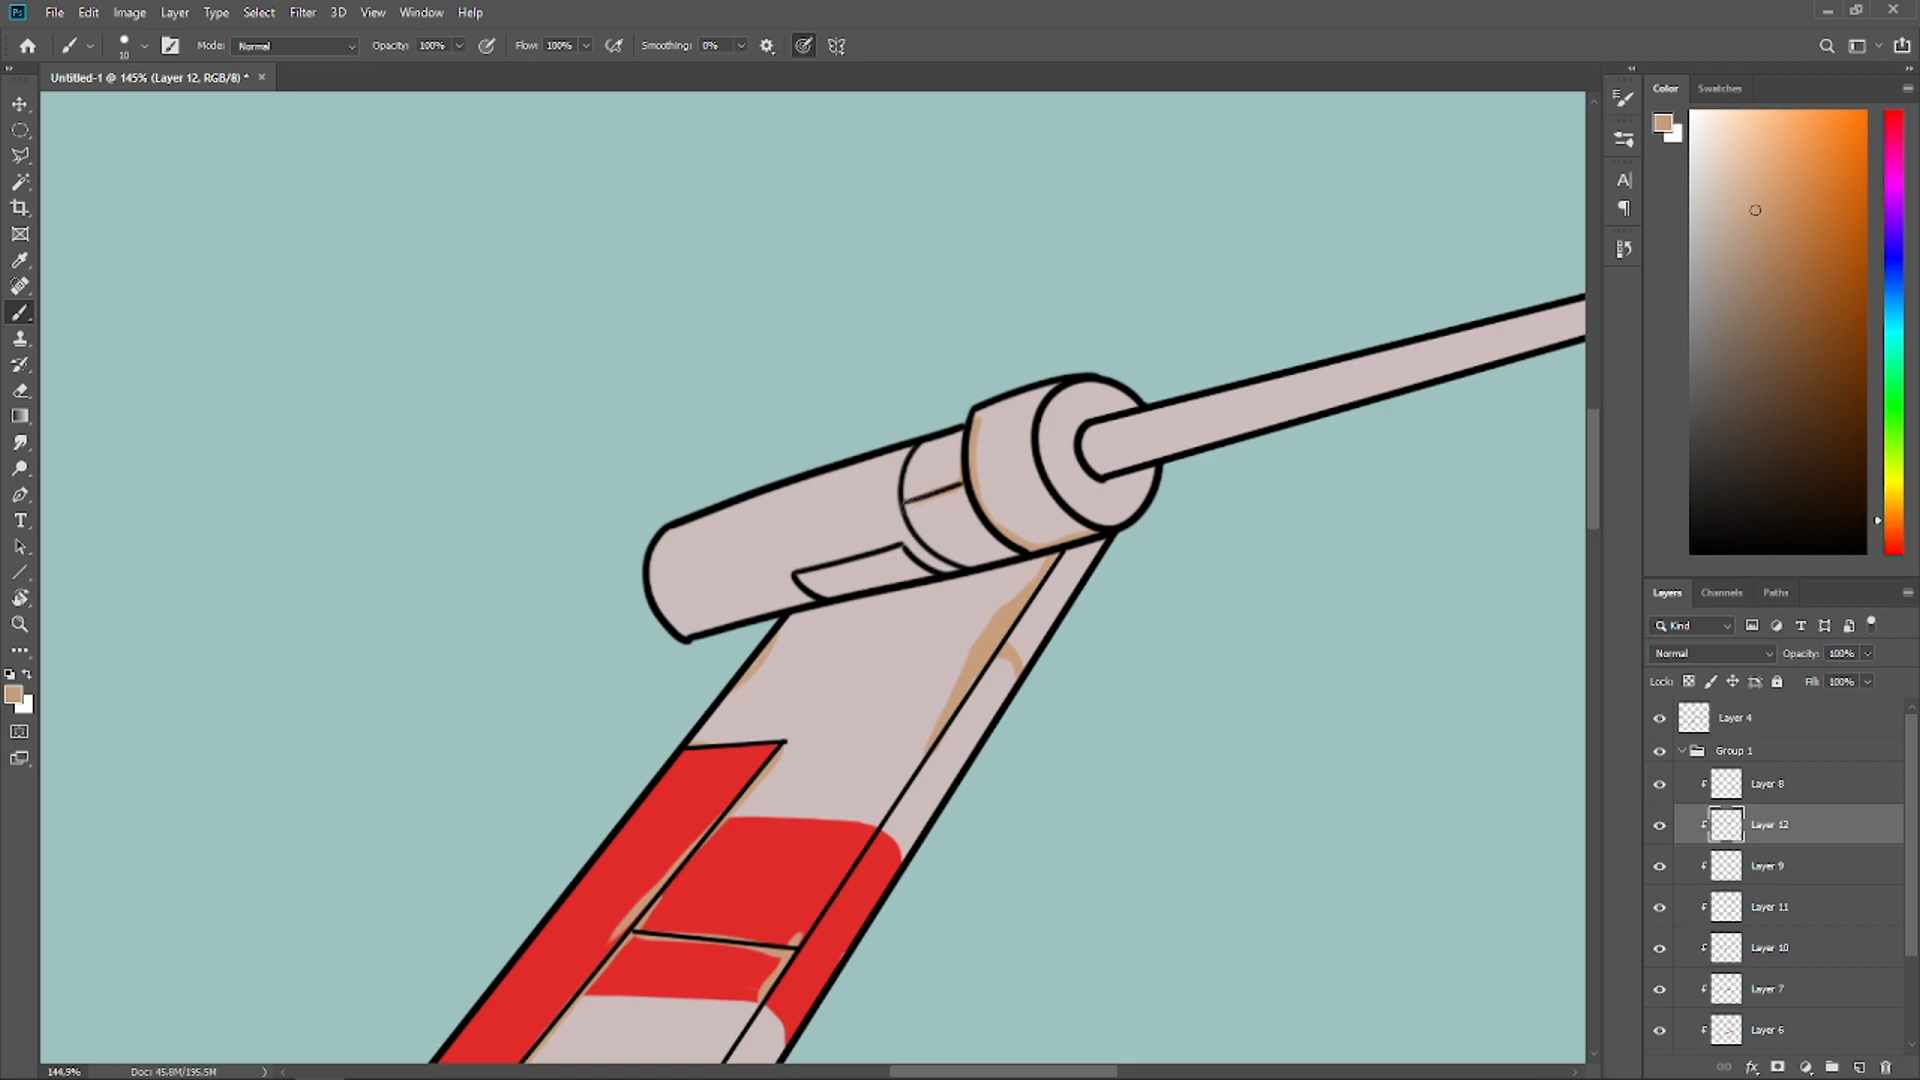 Ps File Edit Image Layer Type Select Filter 3D View Window Help
10 Mode: Normal Opacity: 100% Flow: 100% Smoothing: 0%
Untitled-1 @ 145% (Layer 12, RGB/8) *
Color Swatches
Layers Channels Paths
Kind
Normal Opacity: 100%
Lock: Fill: 100%
Layer 4
Group 1
Layer 8
Layer 12
Layer 9
Layer 11
Layer 10
Layer 7
Layer 6
144,9% Doc: 45,8M/195,5M